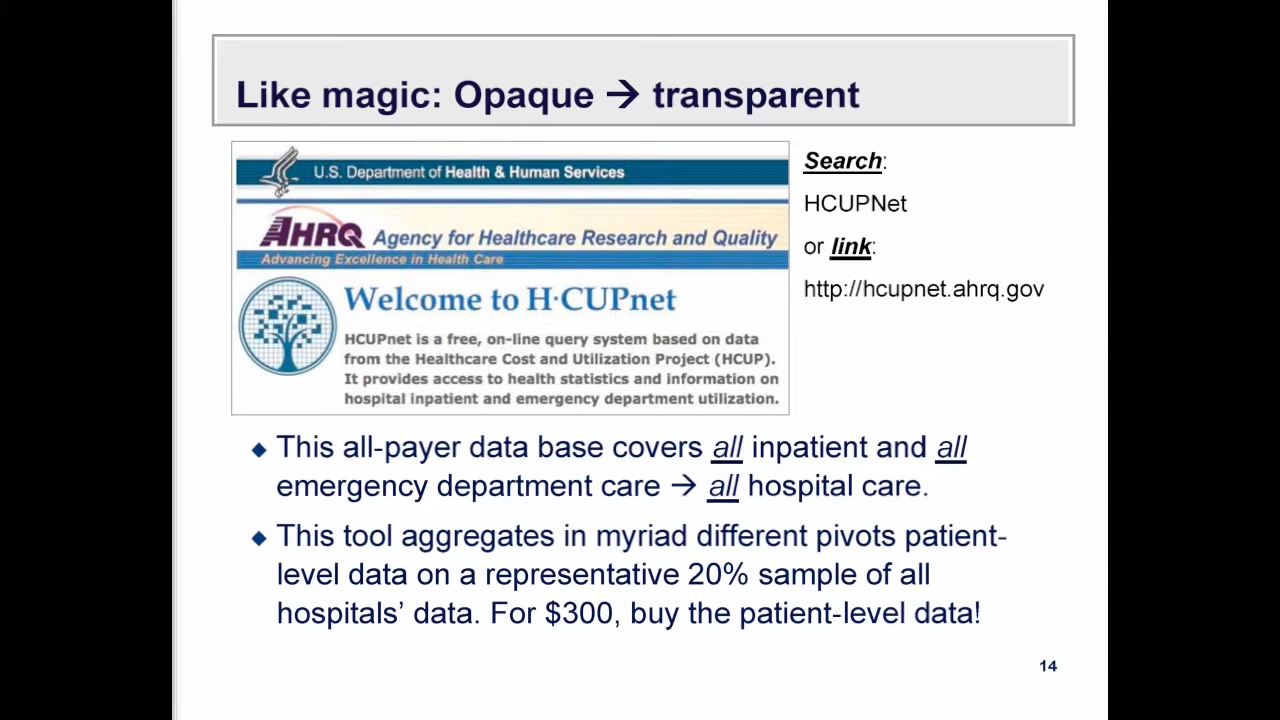 Like magic: Opaque → transparent
U.S. Department of Health & Human Services
AHRQ Agency for Healthcare Research and Quality
Advancing Excellence in Health Care
Welcome to H·CUPnet
HCUPnet is a free, on-line query system based on data
from the Healthcare Cost and Utilization Project (HCUP).
It provides access to health statistics and information on
hospital inpatient and emergency department utilization.
Search:
HCUPNet
or link:
http://hcupnet.ahrq.gov
◆ This all-payer data base covers all inpatient and all
emergency department care → all hospital care.
◆ This tool aggregates in myriad different pivots patient-
level data on a representative 20% sample of all
hospitals’ data. For $300, buy the patient-level data!
14